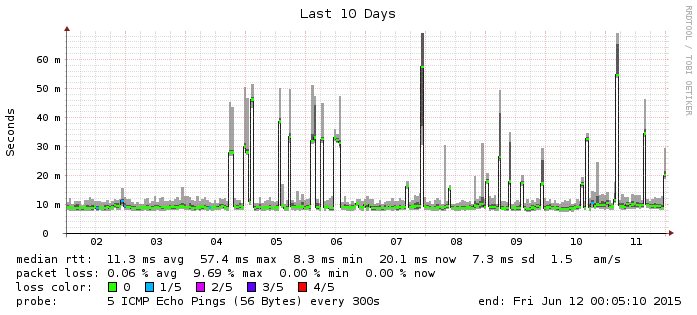 Last 10 Days
RRDTOOL / TOBI OETIKER
Seconds
60 m
50 m
40 m
30 m
20 m
10 m
0
02 03 04 05 06 07 08 09 10 11
median rtt: 11.3 ms avg 57.4 ms max 8.3 ms min 20.1 ms now 7.3 ms sd 1.5 am/s
packet loss: 0.06 % avg 9.69 % max 0.00 % min 0.00 % now
loss color: 0 1/5 2/5 3/5 4/5
probe: 5 ICMP Echo Pings (56 Bytes) every 300s end: Fri Jun 12 00:05:10 2015